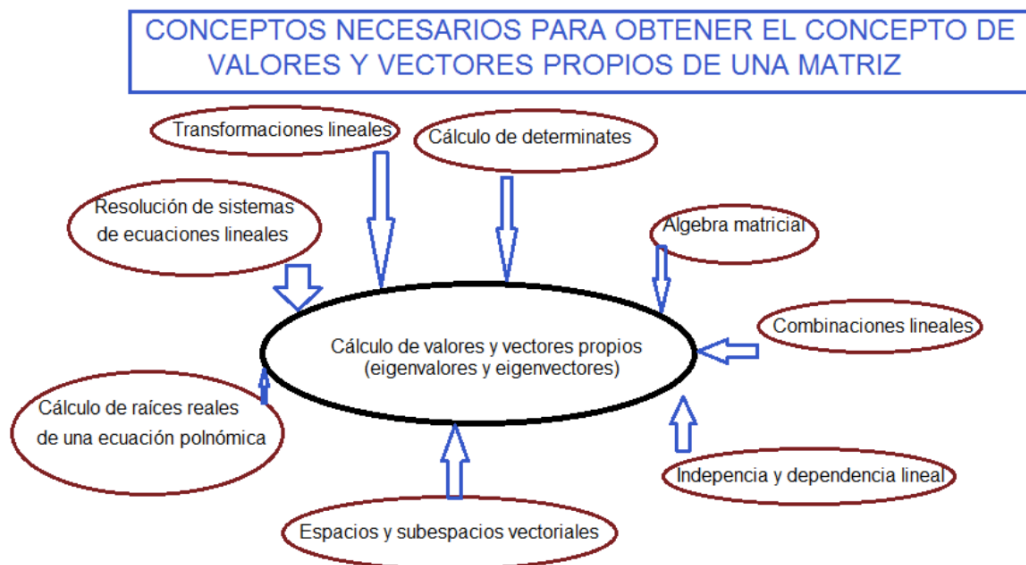 CONCEPTOS NECESARIOS PARA OBTENER EL CONCEPTO DE
VALORES Y VECTORES PROPIOS DE UNA MATRIZ
Transformaciones lineales
Cálculo de determinates
Resolución de sistemas
de ecuaciones lineales
Algebra matricial
Combinaciones lineales
Cálculo de valores y vectores propios
(eigenvalores y eigenvectores)
Cálculo de raíces reales
de una ecuación polnómica
Indepencia y dependencia lineal
Espacios y subespacios vectoriales